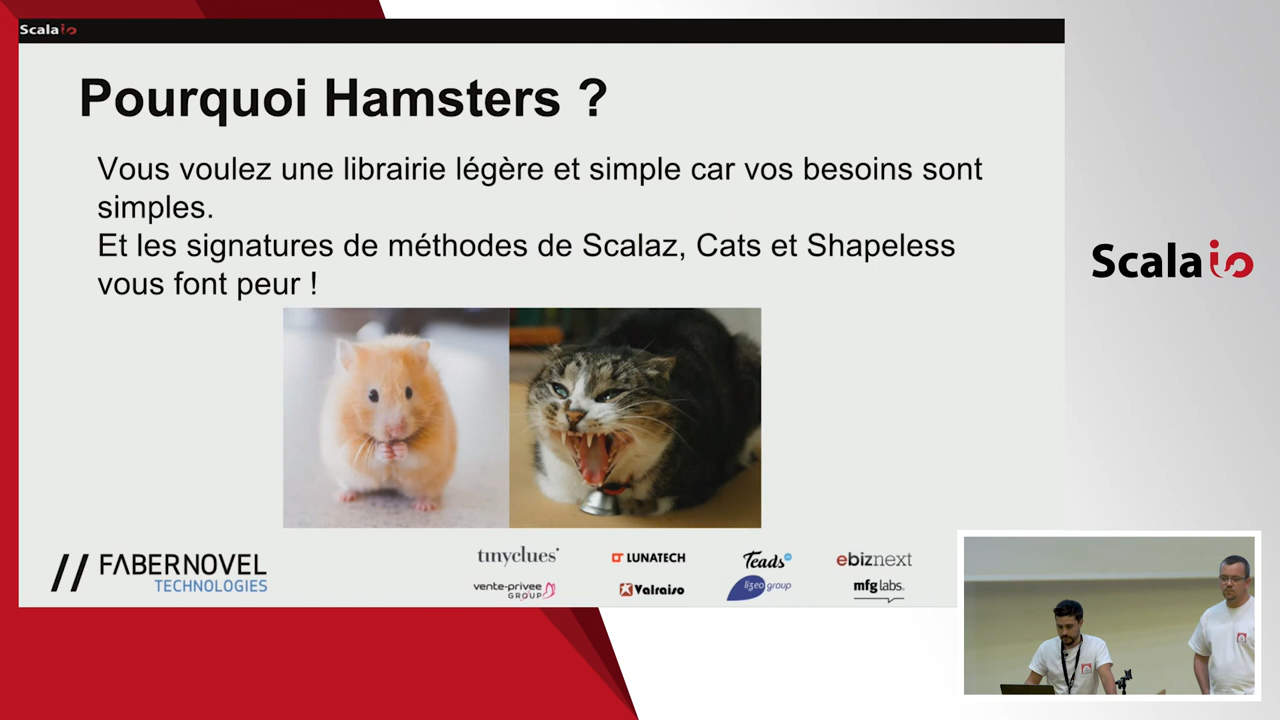 Scala io
Pourquoi Hamsters ?
Vous voulez une librairie légère et simple car vos besoins sont
simples.
Et les signatures de méthodes de Scalaz, Cats et Shapeless
vous font peur !
Scala io
// FABERNOVEL
TECHNOLOGIES
tinyclues
LUNATECH
Teads
ebiznext
vente-privee
GROUP
Valraiso
lizeo group
mfg labs.